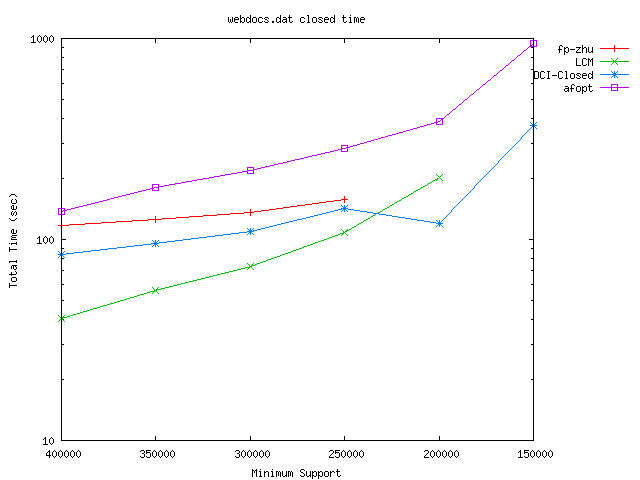 webdocs.dat closed time
1000
100
10
Total Time (sec)
400000 350000 300000 250000 200000 150000
Minimum Support
fp-zhu
LCM
DCI-Closed
afopt